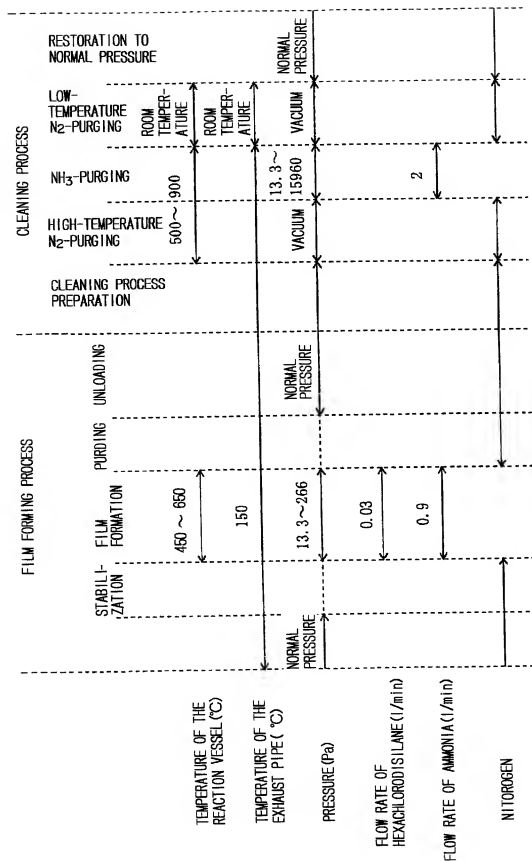 FILM FORMING PROCESS
CLEANING PROCESS
STABILI-
ZATION
FILM
FORMATION
PURDING
UNLOADING
CLEANING PROCESS
PREPARATION
HIGH-TEMPERATURE
N2-PURGING
NH3-PURGING
LOW-
TEMPERATURE
N2-PURGING
RESTORATION TO
NORMAL PRESSURE
TEMPERATURE OF THE
REACTION VESSEL(°C)
450 ~ 650
500 ~ 900
ROOM
TEMPER-
ATURE
TEMPERATURE OF THE
EXHAUST PIPE( °C)
150
ROOM
TEMPER-
ATURE
PRESSURE(Pa)
NORMAL
PRESSURE
13.3~266
NORMAL
PRESSURE
VACUUM
13.3~
15960
VACUUM
NORMAL
PRESSURE
FLOW RATE OF
HEXACHLORODISILANE(l/min)
0.03
FLOW RATE OF AMMONIA(l/min)
0.9
2
NITOROGEN